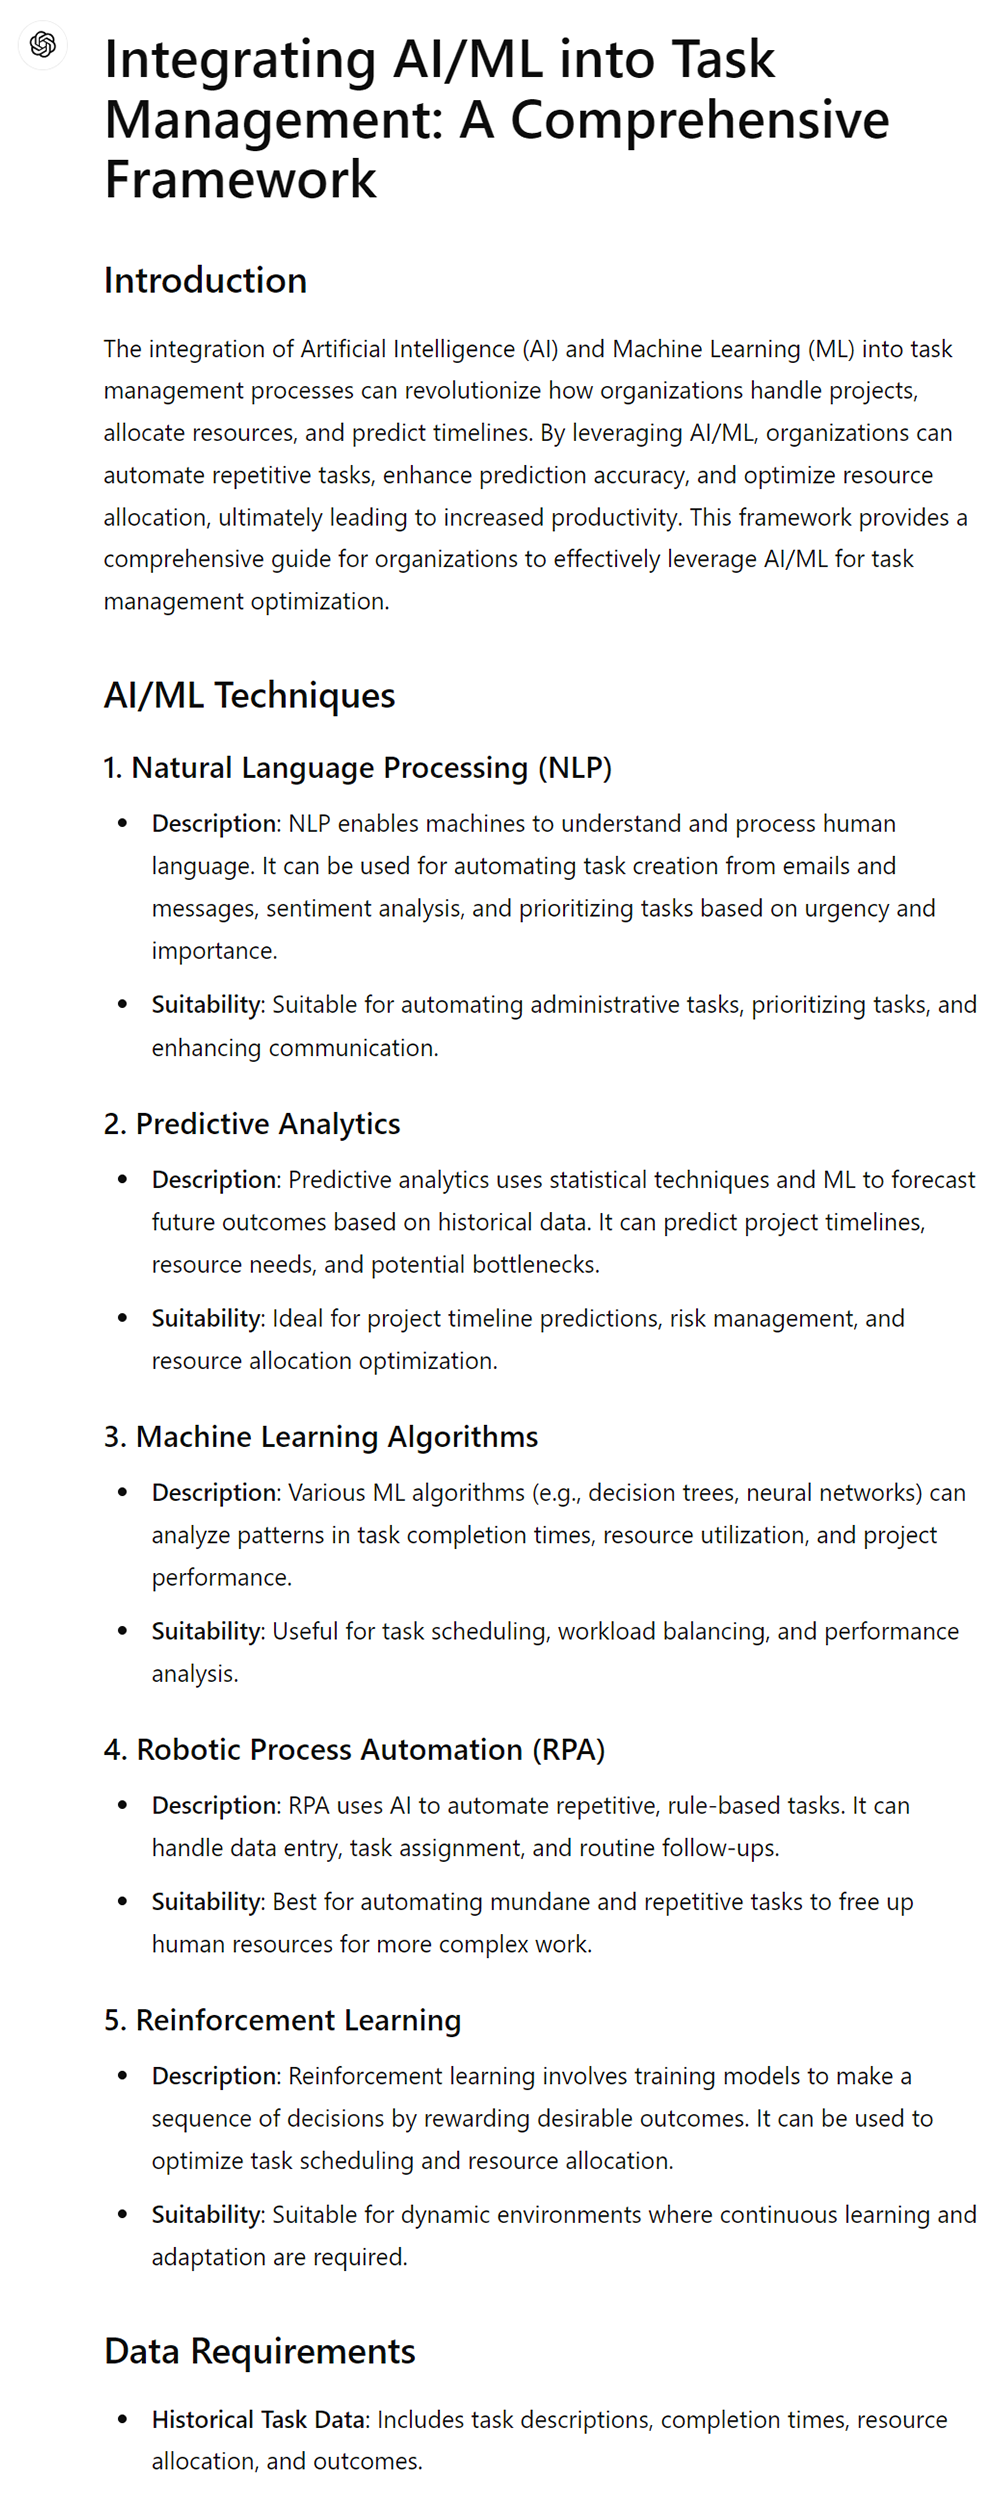 Integrating AI/ML into Task
Management: A Comprehensive
Framework
Introduction
The integration of Artificial Intelligence (AI) and Machine Learning (ML) into task
management processes can revolutionize how organizations handle projects,
allocate resources, and predict timelines. By leveraging AI/ML, organizations can
automate repetitive tasks, enhance prediction accuracy, and optimize resource
allocation, ultimately leading to increased productivity. This framework provides a
comprehensive guide for organizations to effectively leverage AI/ML for task
management optimization.
AI/ML Techniques
1. Natural Language Processing (NLP)
• Description: NLP enables machines to understand and process human
language. It can be used for automating task creation from emails and
messages, sentiment analysis, and prioritizing tasks based on urgency and
importance.
• Suitability: Suitable for automating administrative tasks, prioritizing tasks, and
enhancing communication.
2. Predictive Analytics
• Description: Predictive analytics uses statistical techniques and ML to forecast
future outcomes based on historical data. It can predict project timelines,
resource needs, and potential bottlenecks.
• Suitability: Ideal for project timeline predictions, risk management, and
resource allocation optimization.
3. Machine Learning Algorithms
• Description: Various ML algorithms (e.g., decision trees, neural networks) can
analyze patterns in task completion times, resource utilization, and project
performance.
• Suitability: Useful for task scheduling, workload balancing, and performance
analysis.
4. Robotic Process Automation (RPA)
• Description: RPA uses AI to automate repetitive, rule-based tasks. It can
handle data entry, task assignment, and routine follow-ups.
• Suitability: Best for automating mundane and repetitive tasks to free up
human resources for more complex work.
5. Reinforcement Learning
• Description: Reinforcement learning involves training models to make a
sequence of decisions by rewarding desirable outcomes. It can be used to
optimize task scheduling and resource allocation.
• Suitability: Suitable for dynamic environments where continuous learning and
adaptation are required.
Data Requirements
• Historical Task Data: Includes task descriptions, completion times, resource
allocation, and outcomes.